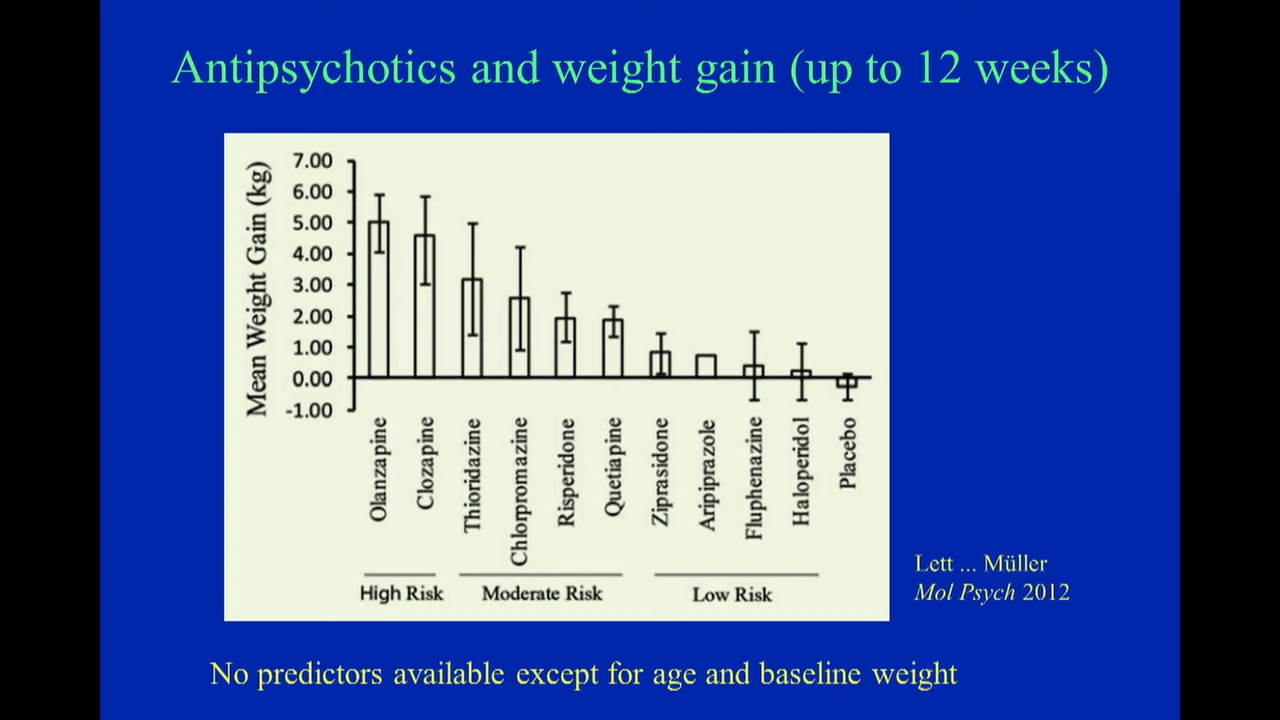 Antipsychotics and weight gain (up to 12 weeks)
Mean Weight Gain (kg)
7.00
6.00
5.00
4.00
3.00
2.00
1.00
0.00
-1.00
Olanzapine
Clozapine
Thioridazine
Chlorpromazine
Risperidone
Quetiapine
Ziprasidone
Aripiprazole
Fluphenazine
Haloperidol
Placebo
High Risk
Moderate Risk
Low Risk
Lett ... Müller
Mol Psych 2012
No predictors available except for age and baseline weight